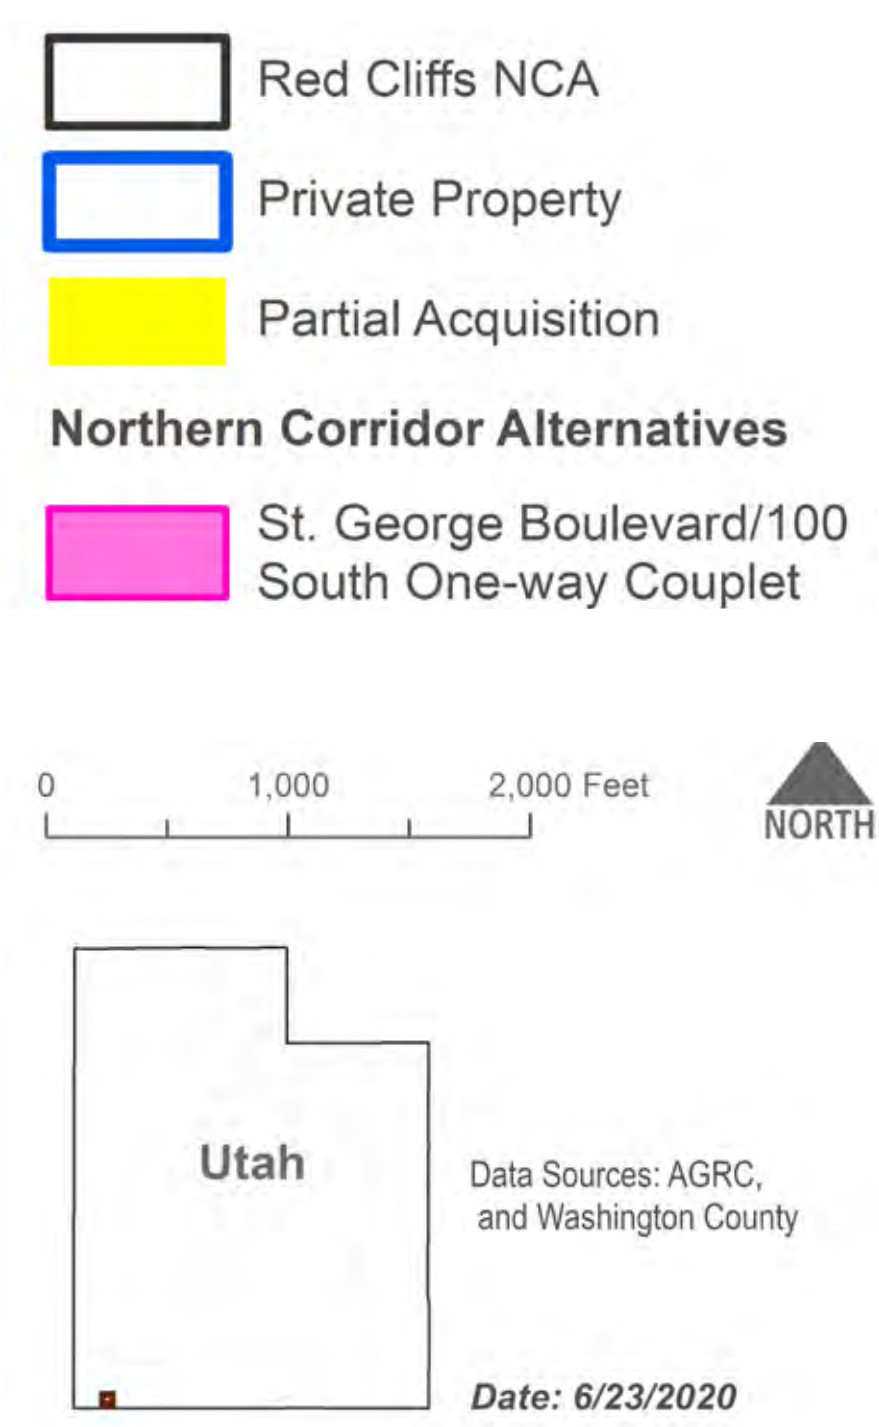 Red Cliffs NCA
Private Property
Partial Acquisition
Northern Corridor Alternatives
St. George Boulevard/100
South One-way Couplet
0 1,000 2,000 Feet
NORTH
Utah
Data Sources: AGRC,
and Washington County
Date: 6/23/2020